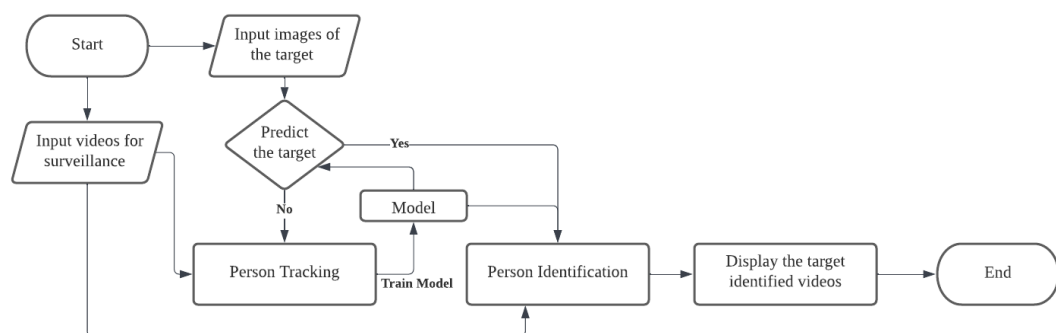 Start
Input images of
the target
Input videos for
surveillance
Predict
the target
Yes
No
Model
Person Tracking
Train Model
Person Identification
Display the target
identified videos
End